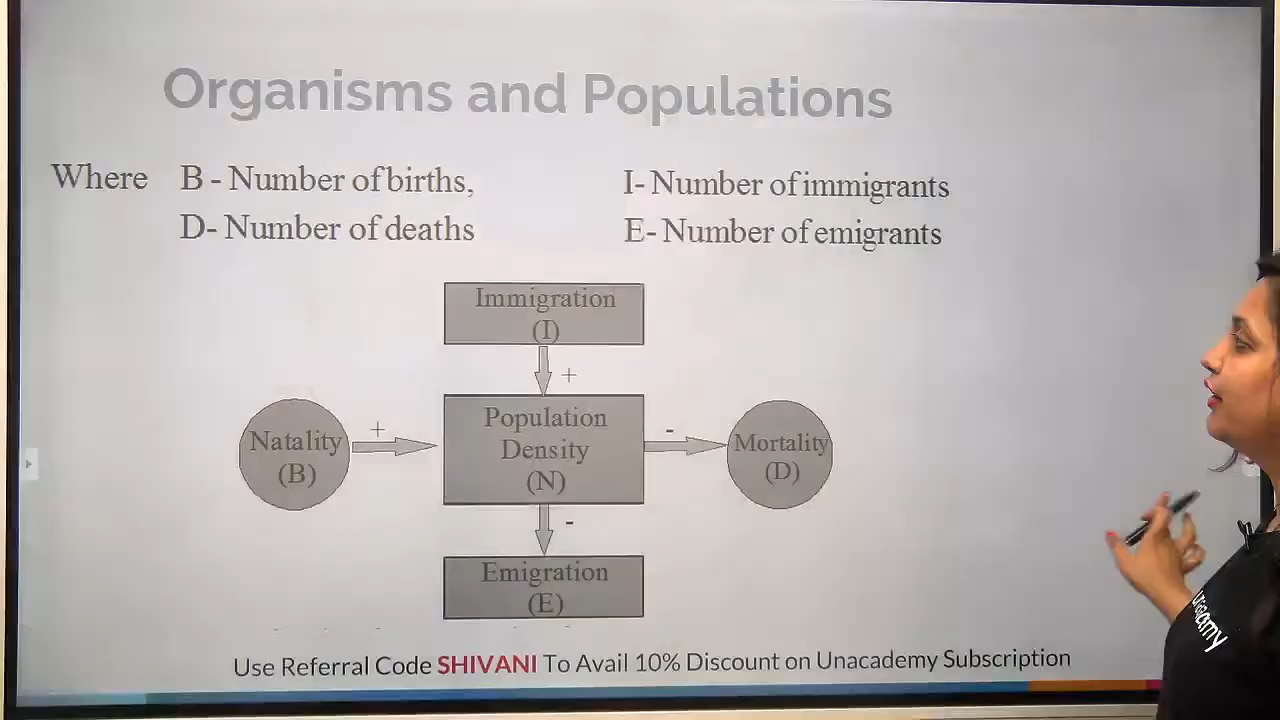 Organisms and Populations
Where B - Number of births, I- Number of immigrants
D- Number of deaths E- Number of emigrants
Immigration
(I)
+
Natality
(B)
+
Population
Density
(N)
-
Mortality
(D)
-
Emigration
(E)
Use Referral Code SHIVANI To Avail 10% Discount on Unacademy Subscription